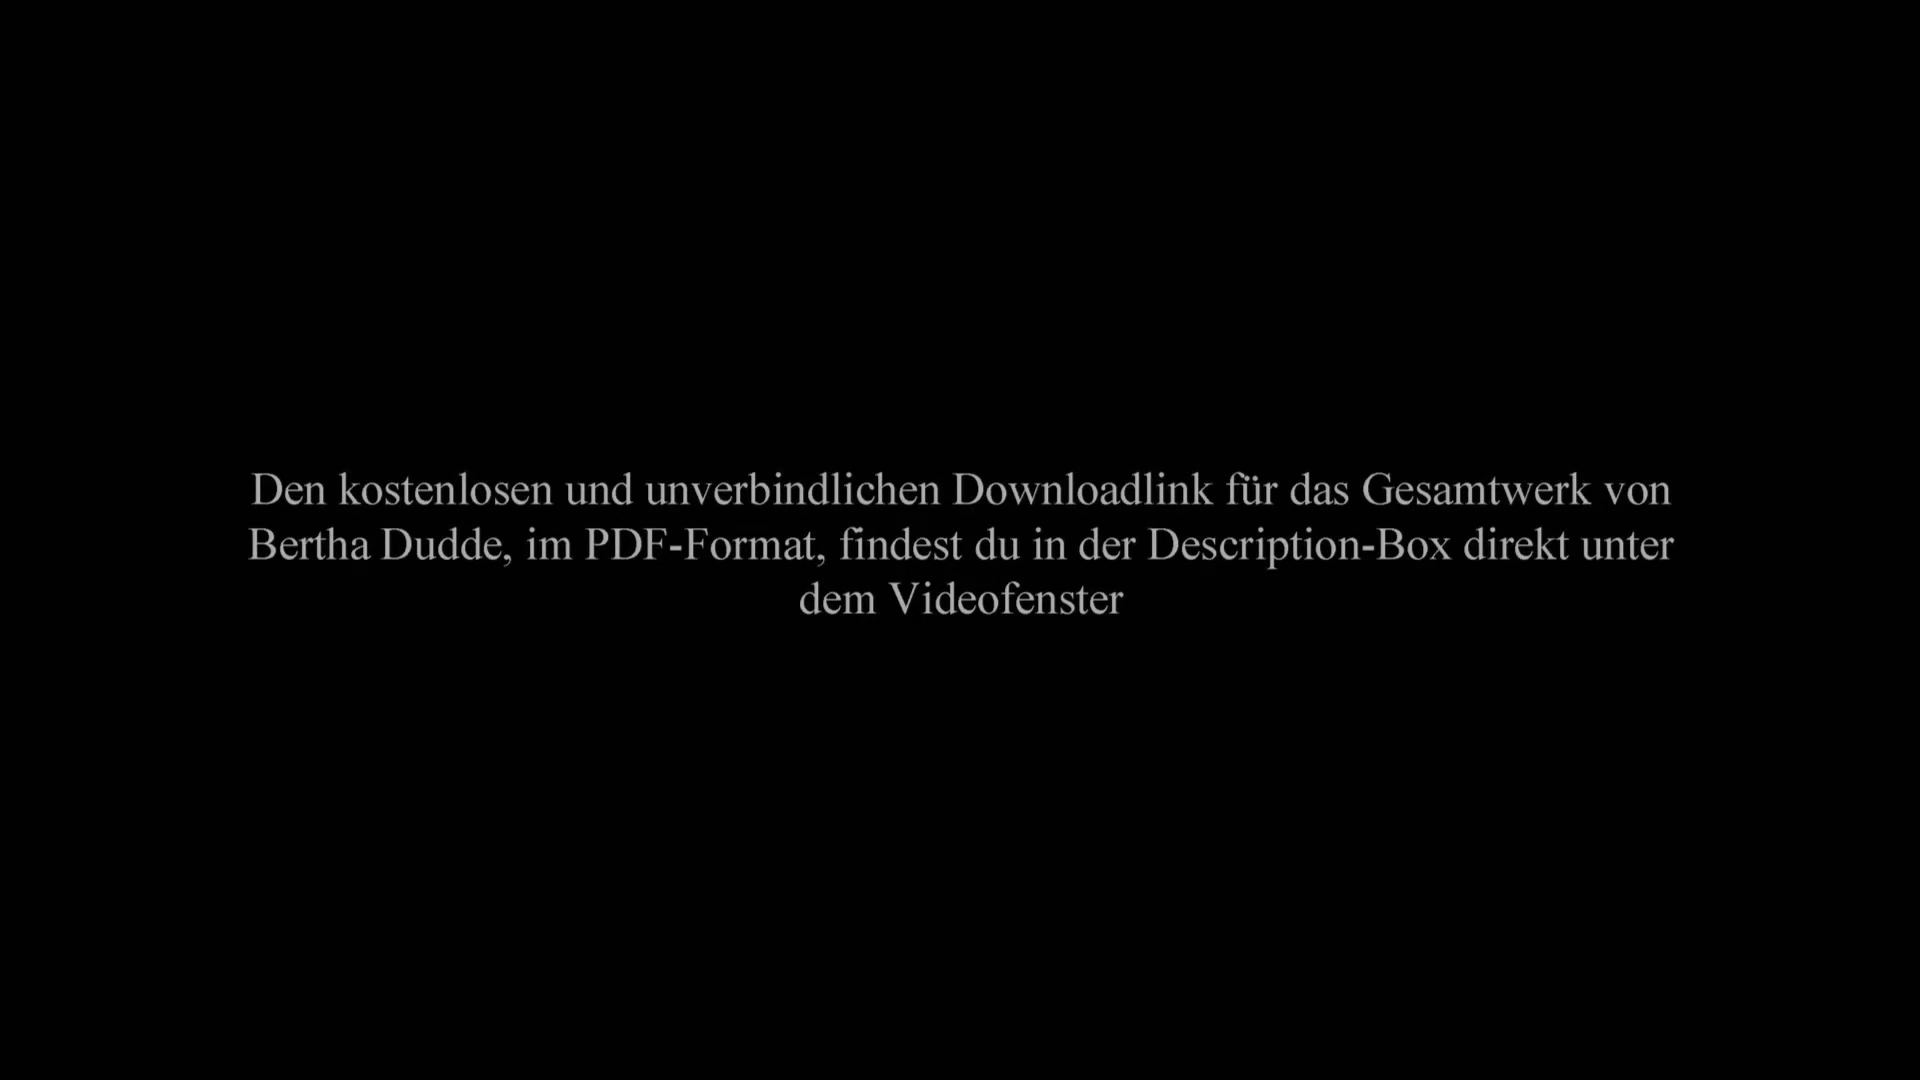 Den kostenlosen und unverbindlichen Downloadlink für das Gesamtwerk von
Bertha Dudde, im PDF-Format, findest du in der Description-Box direkt unter
dem Videofenster